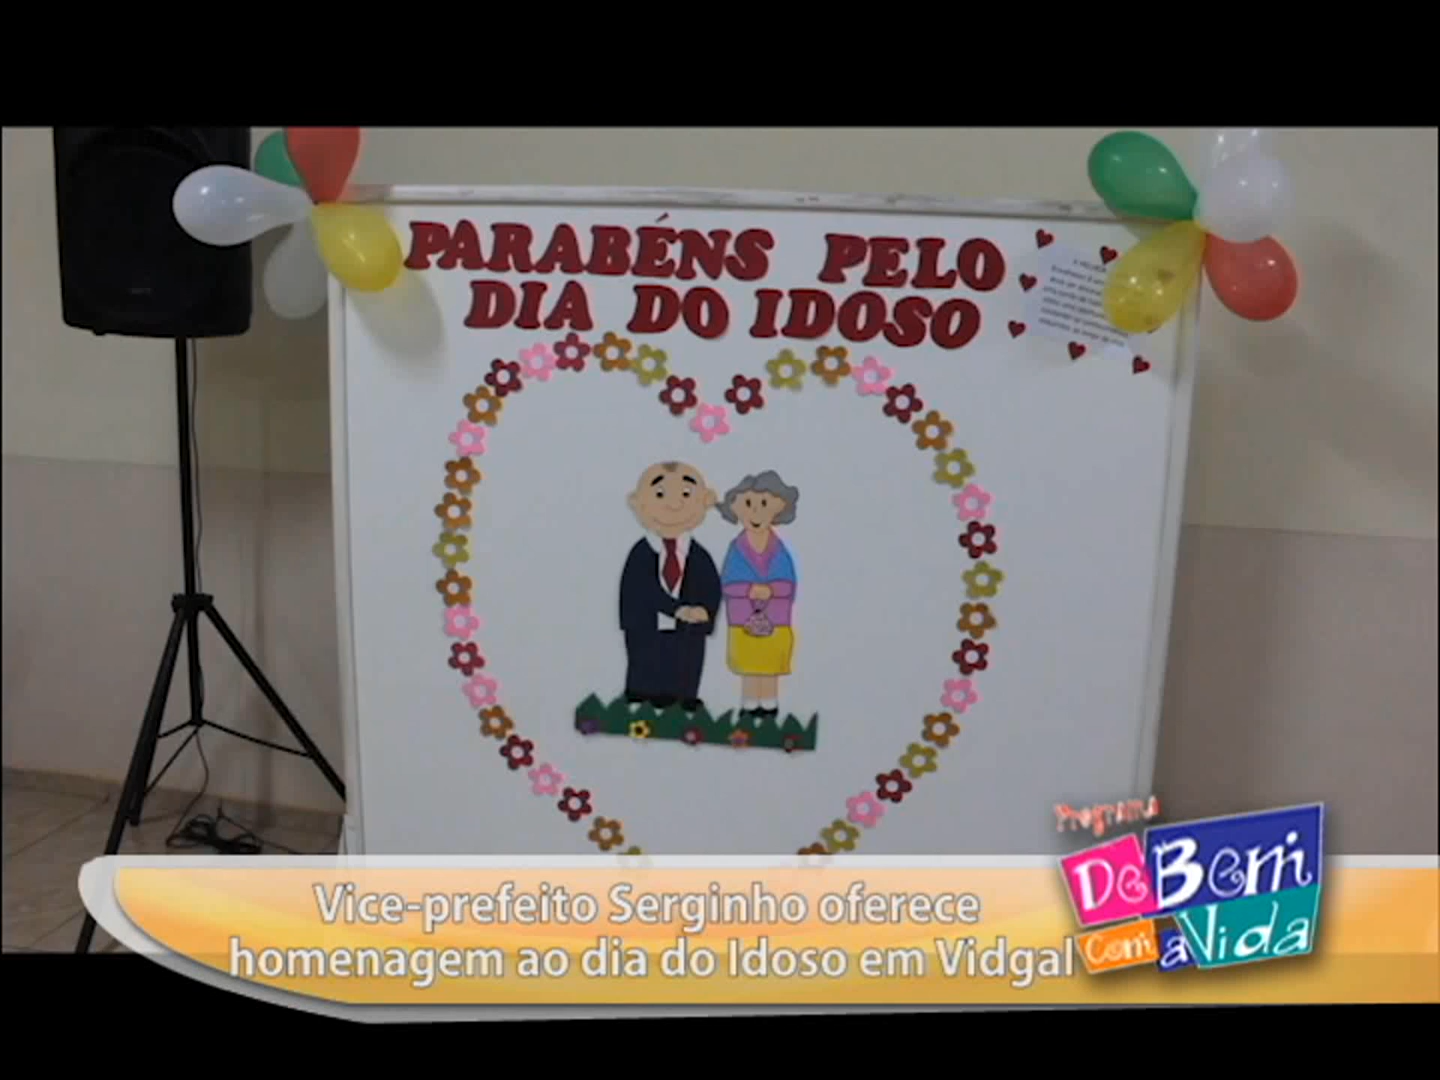 PARABÉNS PELO
DIA DO IDOSO
A MELHOR
Programa
De Bem
Com a Vida
Vice-prefeito Serginho oferece
homenagem ao dia do Idoso em Vidgal